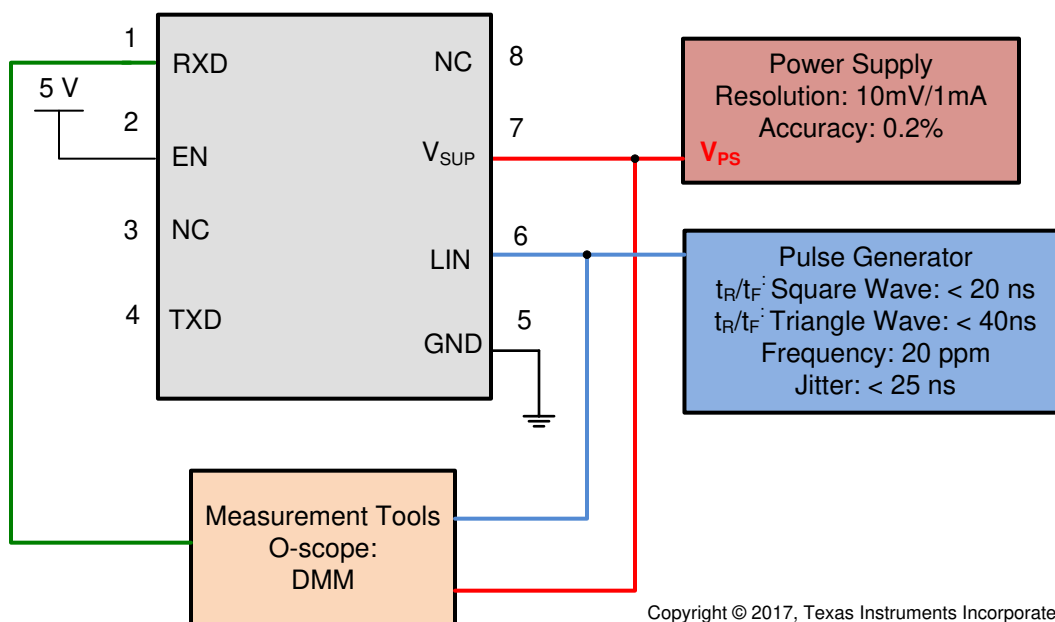 1
RXD
NC
8
Power Supply
Resolution: 10mV/1mA
Accuracy: 0.2%
5 V
2
EN
VSUP
7
VPS
3
NC
LIN
6
Pulse Generator
tR/tF: Square Wave: < 20 ns
tR/tF: Triangle Wave: < 40ns
Frequency: 20 ppm
Jitter: < 25 ns
4
TXD
GND
5
Measurement Tools
O-scope:
DMM
Copyright © 2017, Texas Instruments Incorporate